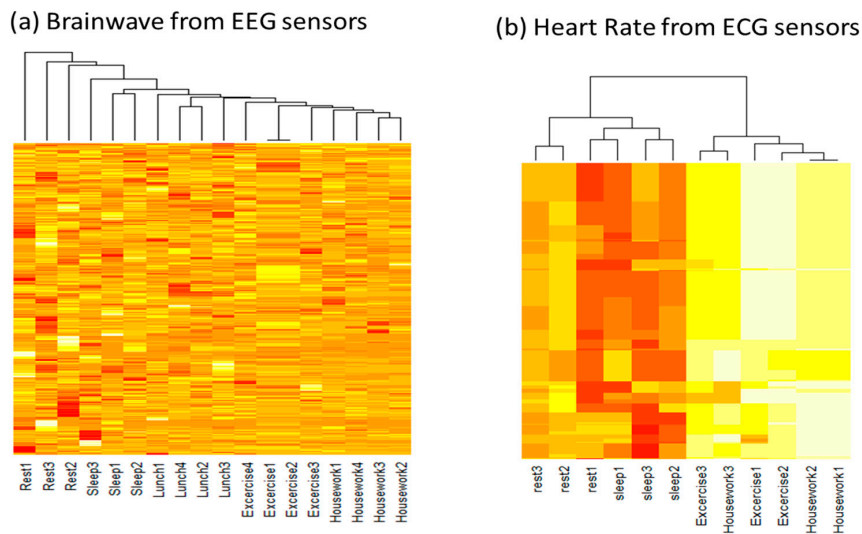 (a) Brainwave from EEG sensors
(b) Heart Rate from ECG sensors
Rest1
Rest3
Rest2
Sleep3
Sleep1
Sleep2
Lunch1
Lunch4
Lunch2
Lunch3
Excercise4
Excercise1
Excercise2
Excercise3
Housework1
Housework4
Housework3
Housework2
rest3
rest2
rest1
sleep1
sleep3
sleep2
Excercise3
Housework3
Excercise1
Excercise2
Housework2
Housework1